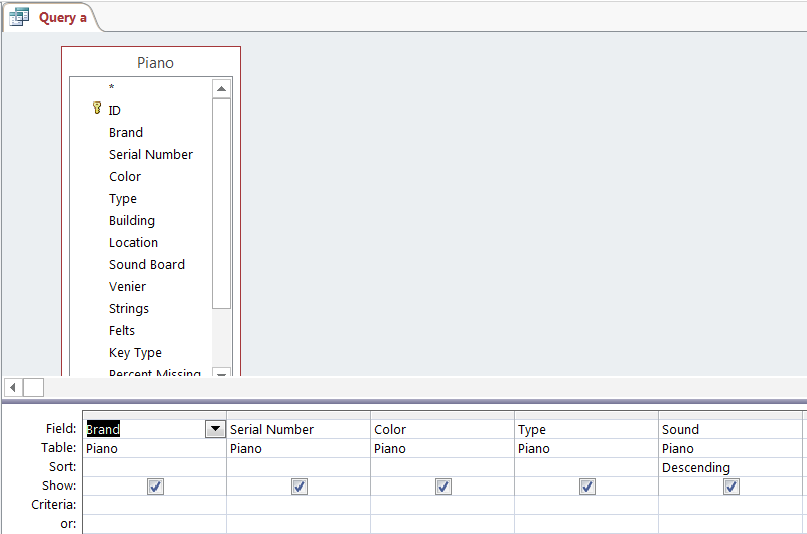 Query a
Piano
*
ID
Brand
Serial Number
Color
Type
Building
Location
Sound Board
Venier
Strings
Felts
Key Type
Percent Missing
Field: Brand Serial Number Color Type Sound
Table: Piano Piano Piano Piano Piano
Sort: Descending
Show:
Criteria:
or: